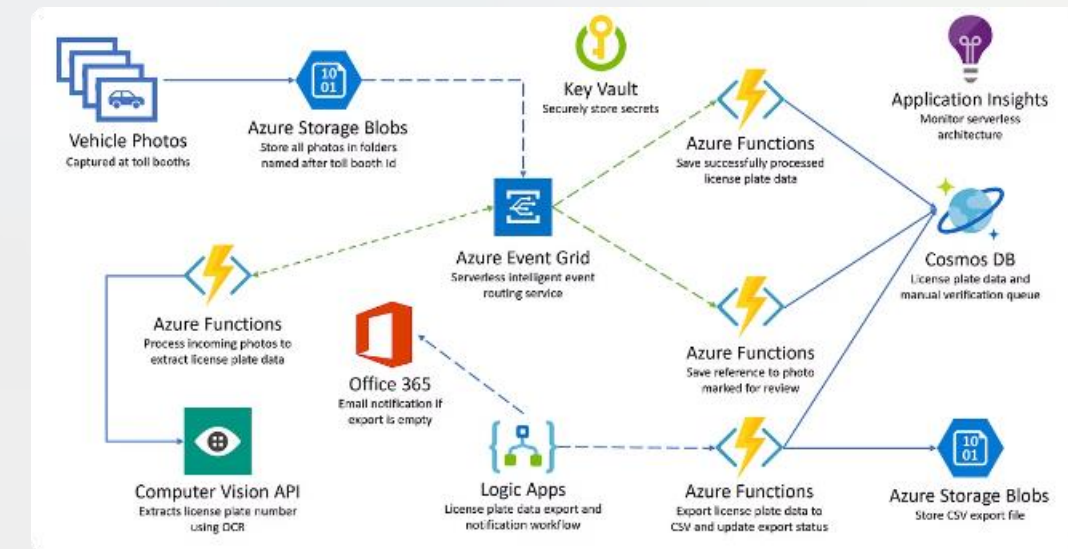 10
01
Vehicle Photos
Captured at toll booths
Azure Storage Blobs
Store all photos in folders
named after toll booth id
Key Vault
Securely store secrets
Azure Functions
Save successfully processed
license plate data
Application Insights
Monitor serverless
architecture
Azure Event Grid
Serverless intelligent event
routing service
Cosmos DB
License plate data and
manual verification queue
Azure Functions
Process incoming photos to
extract license plate data
Office 365
Email notification if
export is empty
Azure Functions
Save reference to photo
marked for review
10
01
Computer Vision API
Extracts license plate number
using OCR
Logic Apps
License plate data export and
notification workflow
Azure Functions
Export license plate data to
CSV and update export status
Azure Storage Blobs
Store CSV export file